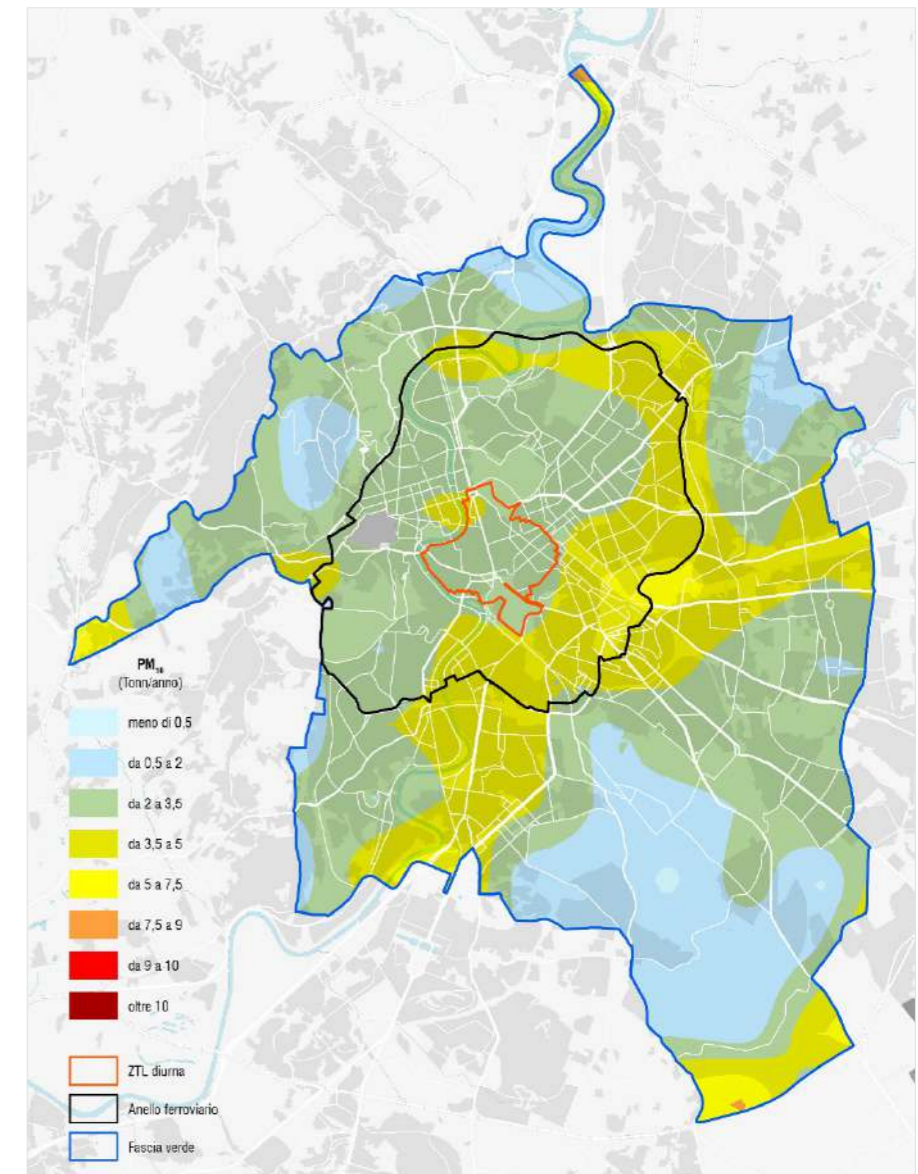 PM₁₀
(Tonn/anno)
meno di 0,5
da 0,5 a 2
da 2 a 3,5
da 3,5 a 5
da 5 a 7,5
da 7,5 a 9
da 9 a 10
oltre 10
ZTL diurna
Anello ferroviario
Fascia verde